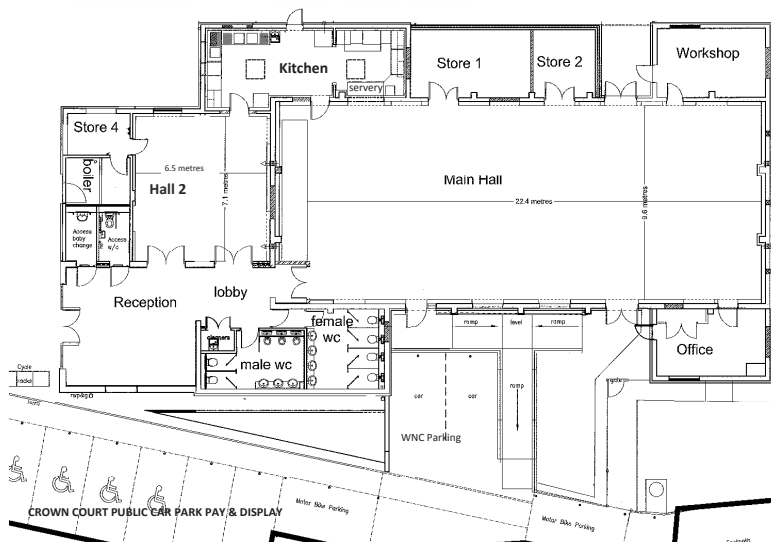 Kitchen
servery
Store 1
Store 2
Workshop
Store 4
boiler
6.5 metres
Hall 2
7.1 metres
Main Hall
22.4 metres
9.6 metres
Access
baby
change
Access
w/c
Reception
lobby
cleaners
female
wc
male wc
ramp
level
ramp
Office
Cycle
racks
ramp
car
car
gate
WNC Parking
CROWN COURT PUBLIC CAR PARK PAY & DISPLAY
Motor Bike Parking
Motor Bike Parking